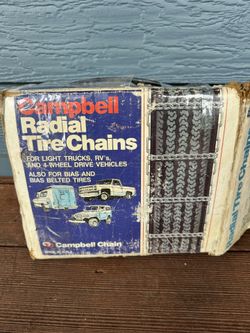 Campbell
Radial
Tire Chains
FOR LIGHT TRUCKS, RV's,
AND 4-WHEEL DRIVE VEHICLES
ALSO FOR BIAS AND
BIAS BELTED TIRES
Campbell Chain